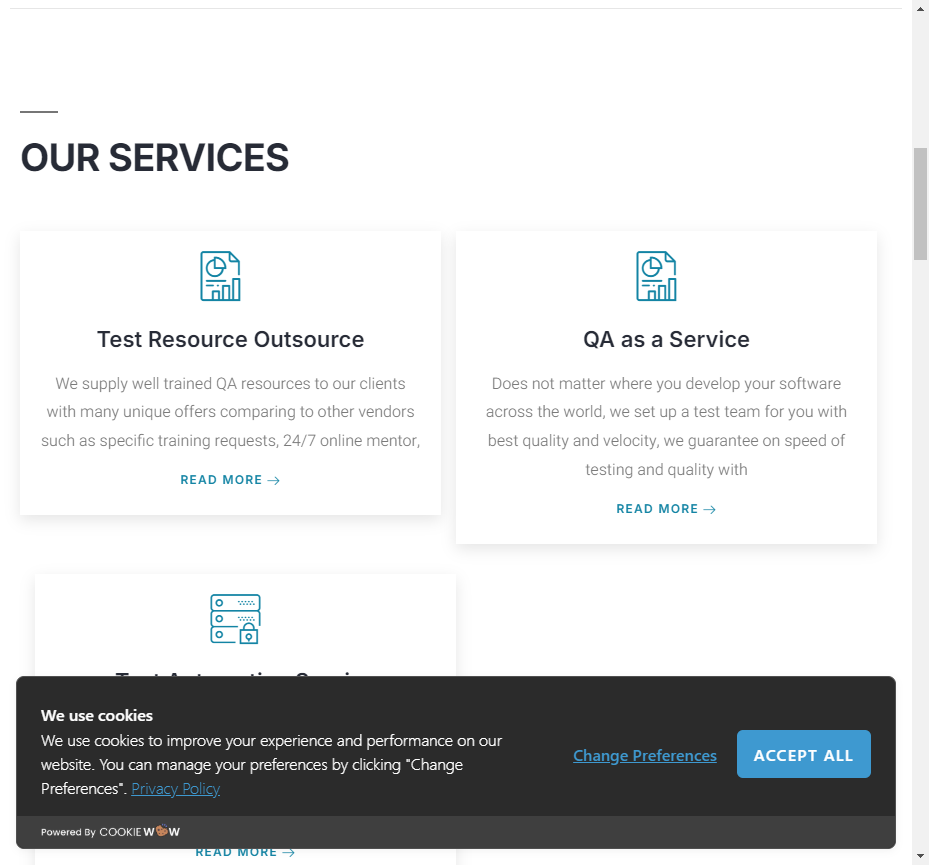 OUR SERVICES
Test Resource Outsource
We supply well trained QA resources to our clients
with many unique offers comparing to other vendors
such as specific training requests, 24/7 online mentor,
READ MORE
QA as a Service
Does not matter where you develop your software
across the world, we set up a test team for you with
best quality and velocity, we guarantee on speed of
testing and quality with
READ MORE
We use cookies
We use cookies to improve your experience and performance on our
website. You can manage your preferences by clicking "Change
Preferences". Privacy Policy
Change Preferences
ACCEPT ALL
Powered By COOKIE WOW
READ MORE